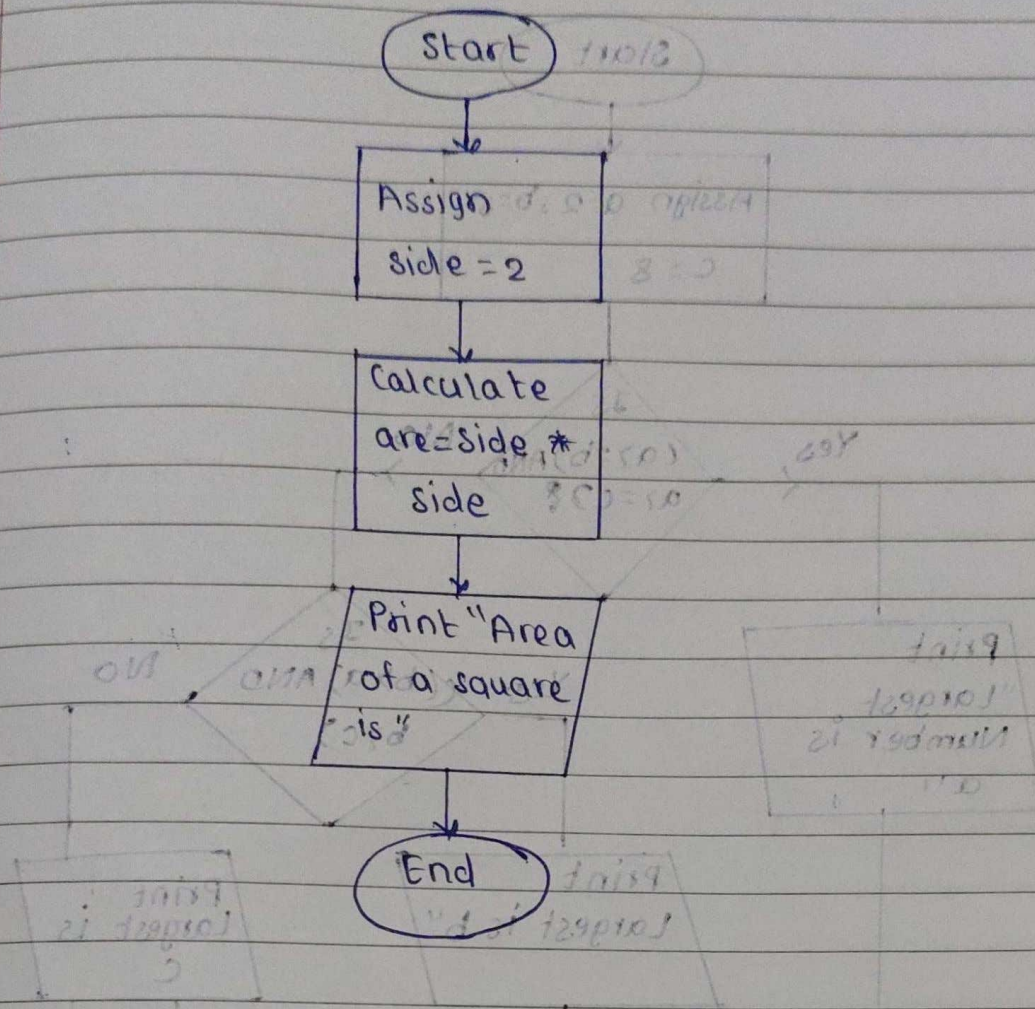 Start
Assign
side = 2
Calculate
are=side *
side
Print "Area
of a square
is"
End